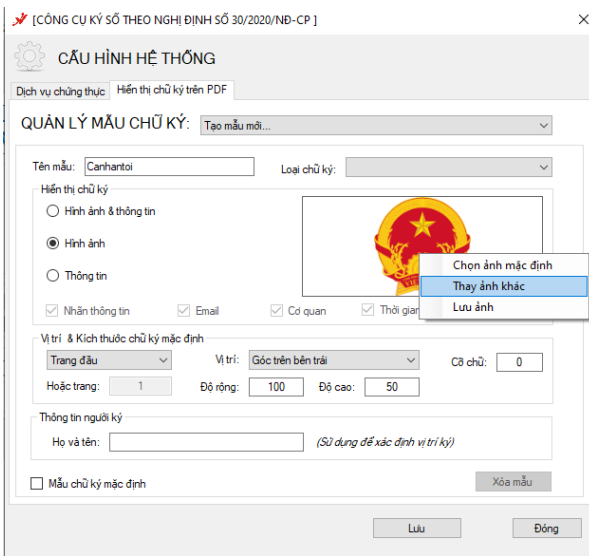 [CÔNG CỤ KÝ SỐ THEO NGHỊ ĐỊNH SỐ 30/2020/NĐ-CP ]
CẤU HÌNH HỆ THỐNG
Dịch vụ chứng thực Hiển thị chữ ký trên PDF
QUẢN LÝ MẪU CHỮ KÝ: Tạo mẫu mới...
Tên mẫu: Canhantoi Loại chữ ký:
Hiển thị chữ ký
Hình ảnh & thông tin
Hình ảnh
Chọn ảnh mặc định
Thông tin
Thay ảnh khác
Lưu ảnh
Nhãn thông tin Email Cơ quan Thời gian
Vị trí & Kích thước chữ ký mặc định
Trang đầu Vị trí: Góc trên bên trái Cỡ chữ: 0
Hoặc trang: 1 Độ rộng: 100 Độ cao: 50
Thông tin người ký
Họ và tên: (Sử dụng để xác định vị trí ký)
Mẫu chữ ký mặc định Xóa mẫu
Lưu Đóng